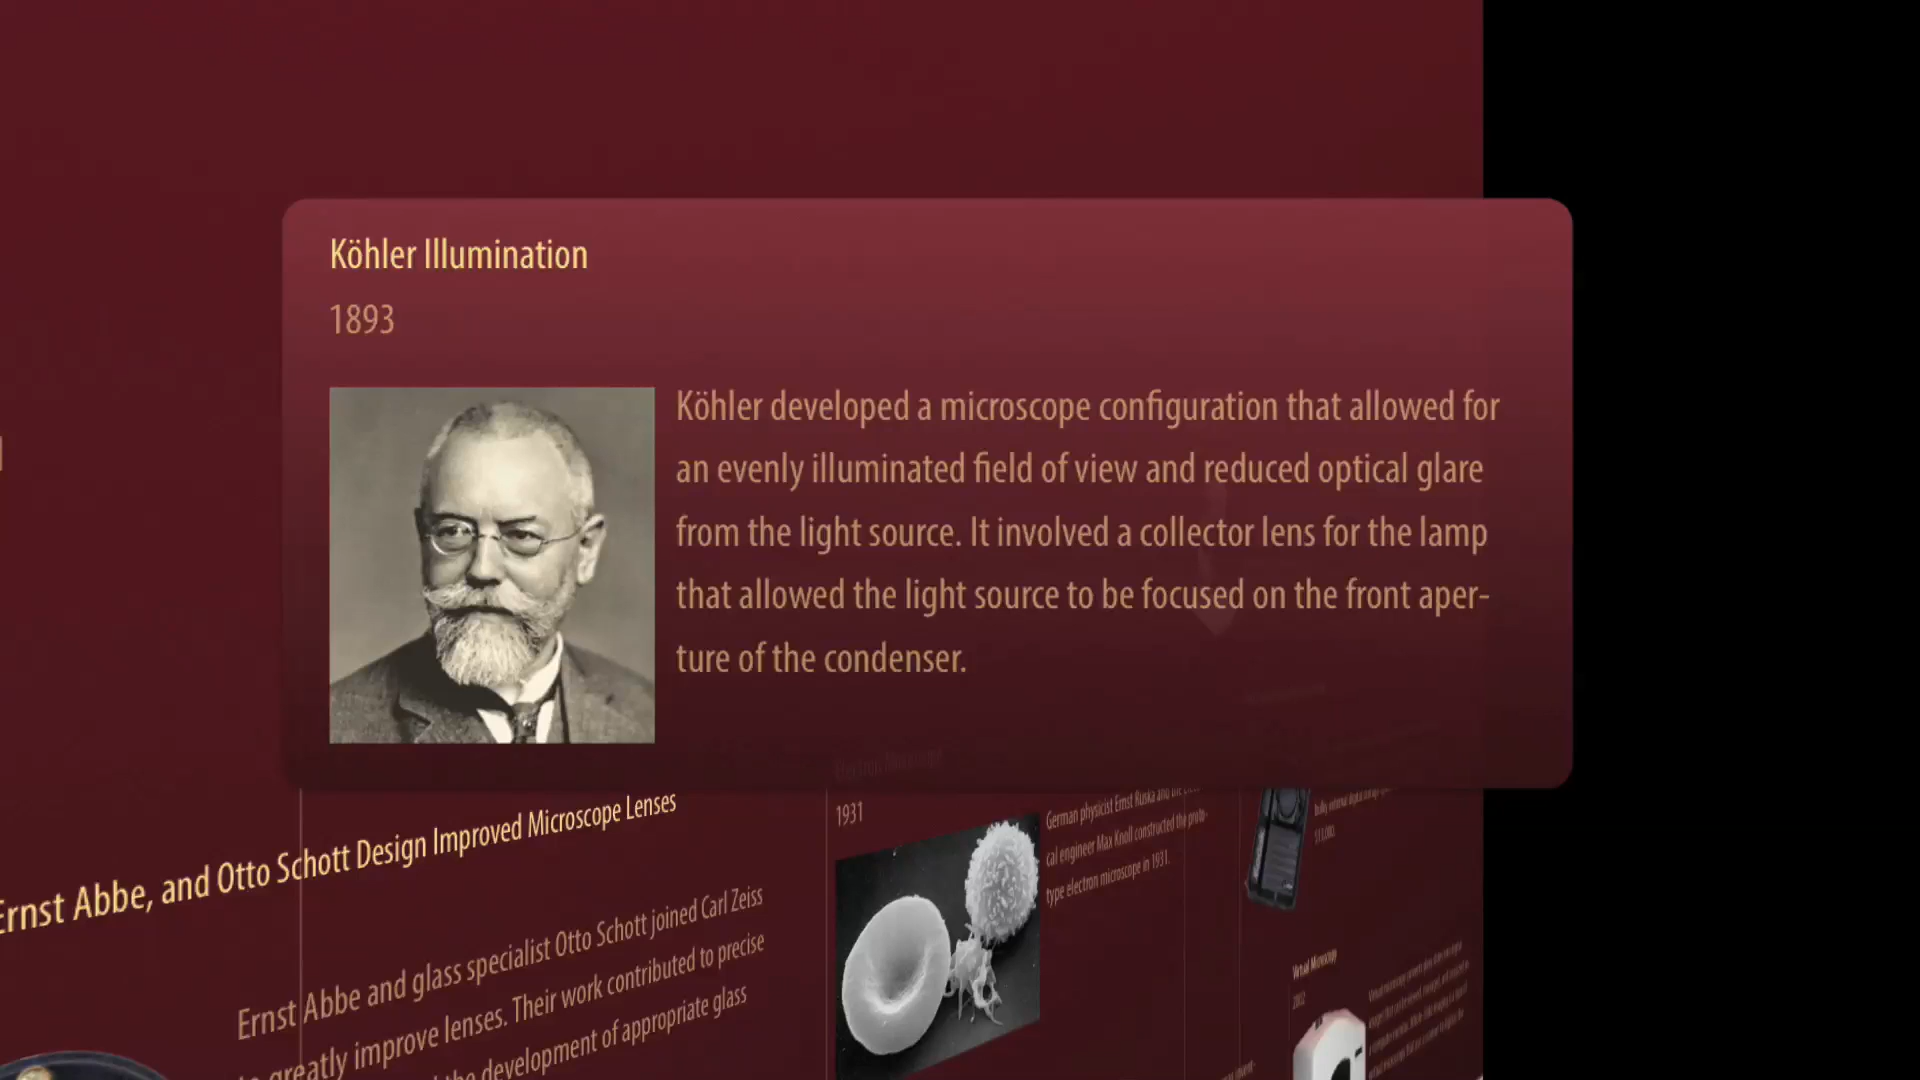 Köhler Illumination
1893
Köhler developed a microscope configuration that allowed for
an evenly illuminated field of view and reduced optical glare
from the light source. It involved a collector lens for the lamp
that allowed the light source to be focused on the front aper-
ture of the condenser.
Ernst Abbe, and Otto Schott Design Improved Microscope Lenses
Ernst Abbe and glass specialist Otto Schott joined Carl Zeiss
to greatly improve lenses. Their work contributed to precise
the development of appropriate glass
1931
German physicist Ernst Ruska and the
cal engineer Max Knoll constructed the proto-
type electron microscope in 1931.
Virtual Microscopy
2002